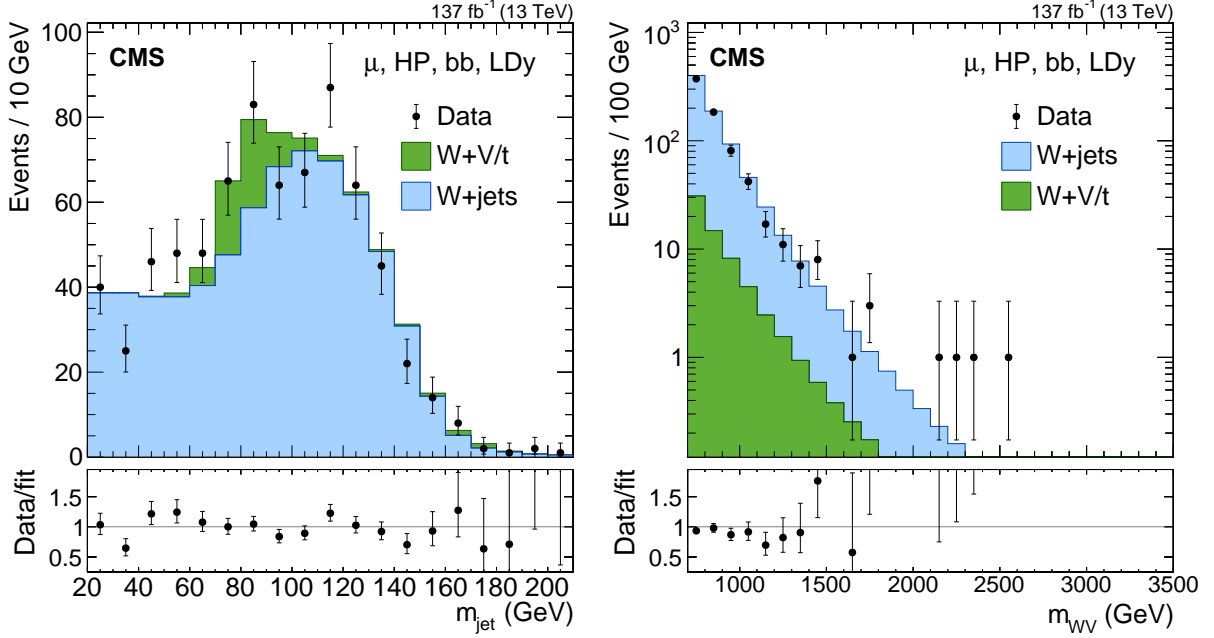 137 fb⁻¹ (13 TeV)
CMS
μ, HP, bb, LDy
Data
W+V/t
W+jets
Events / 10 GeV
100
80
60
40
20
0
Data/fit
1.5
1
0.5
20 40 60 80 100 120 140 160 180 200
m_jet (GeV)
137 fb⁻¹ (13 TeV)
CMS
μ, HP, bb, LDy
Data
W+jets
W+V/t
Events / 100 GeV
10³
10²
10
1
Data/fit
1.5
1
0.5
1000 1500 2000 2500 3000 3500
m_WV (GeV)